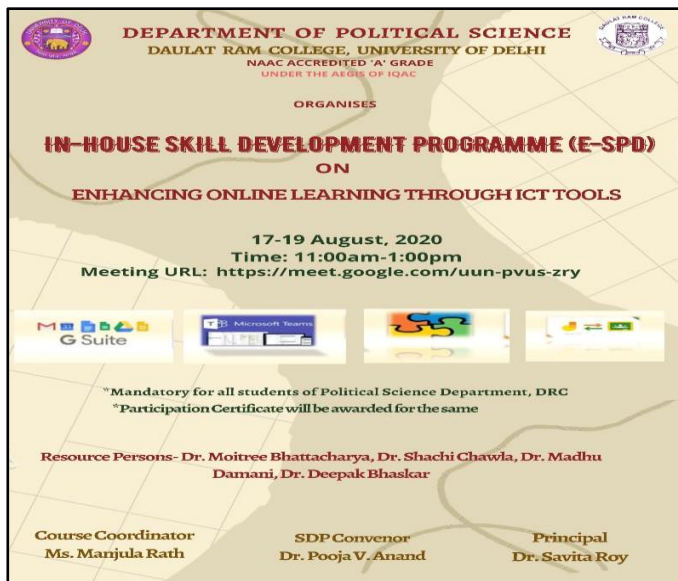 DEPARTMENT OF POLITICAL SCIENCE
DAULAT RAM COLLEGE, UNIVERSITY OF DELHI
NAAC ACCREDITED 'A' GRADE
UNDER THE AEGIS OF IQAC
ORGANISES
IN-HOUSE SKILL DEVELOPMENT PROGRAMME (E-SPD)
ON
ENHANCING ONLINE LEARNING THROUGH ICT TOOLS
17-19 August, 2020
Time: 11:00am-1:00pm
Meeting URL: https://meet.google.com/uun-pvus-zry
G Suite
Microsoft Teams
*Mandatory for all students of Political Science Department, DRC
*Participation Certificate will be awarded for the same
Resource Persons- Dr. Moitree Bhattacharya, Dr. Shachi Chawla, Dr. Madhu
Damani, Dr. Deepak Bhaskar
Course Coordinator
Ms. Manjula Rath
SDP Convenor
Dr. Pooja V. Anand
Principal
Dr. Savita Roy